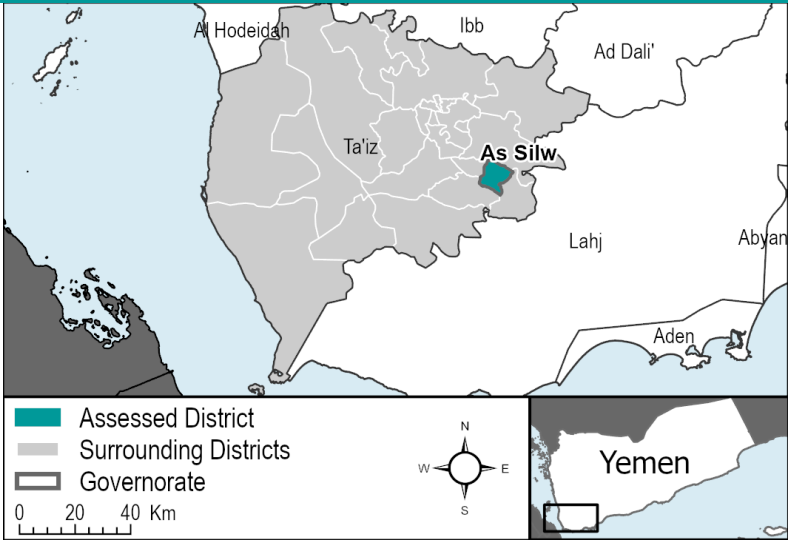 Al Hodeidah
Ibb
Ad Dali'
Ta'iz
As Silw
Lahj
Abyan
Aden
Assessed District
Surrounding Districts
Governorate
0 20 40 Km
N
W E
S
Yemen